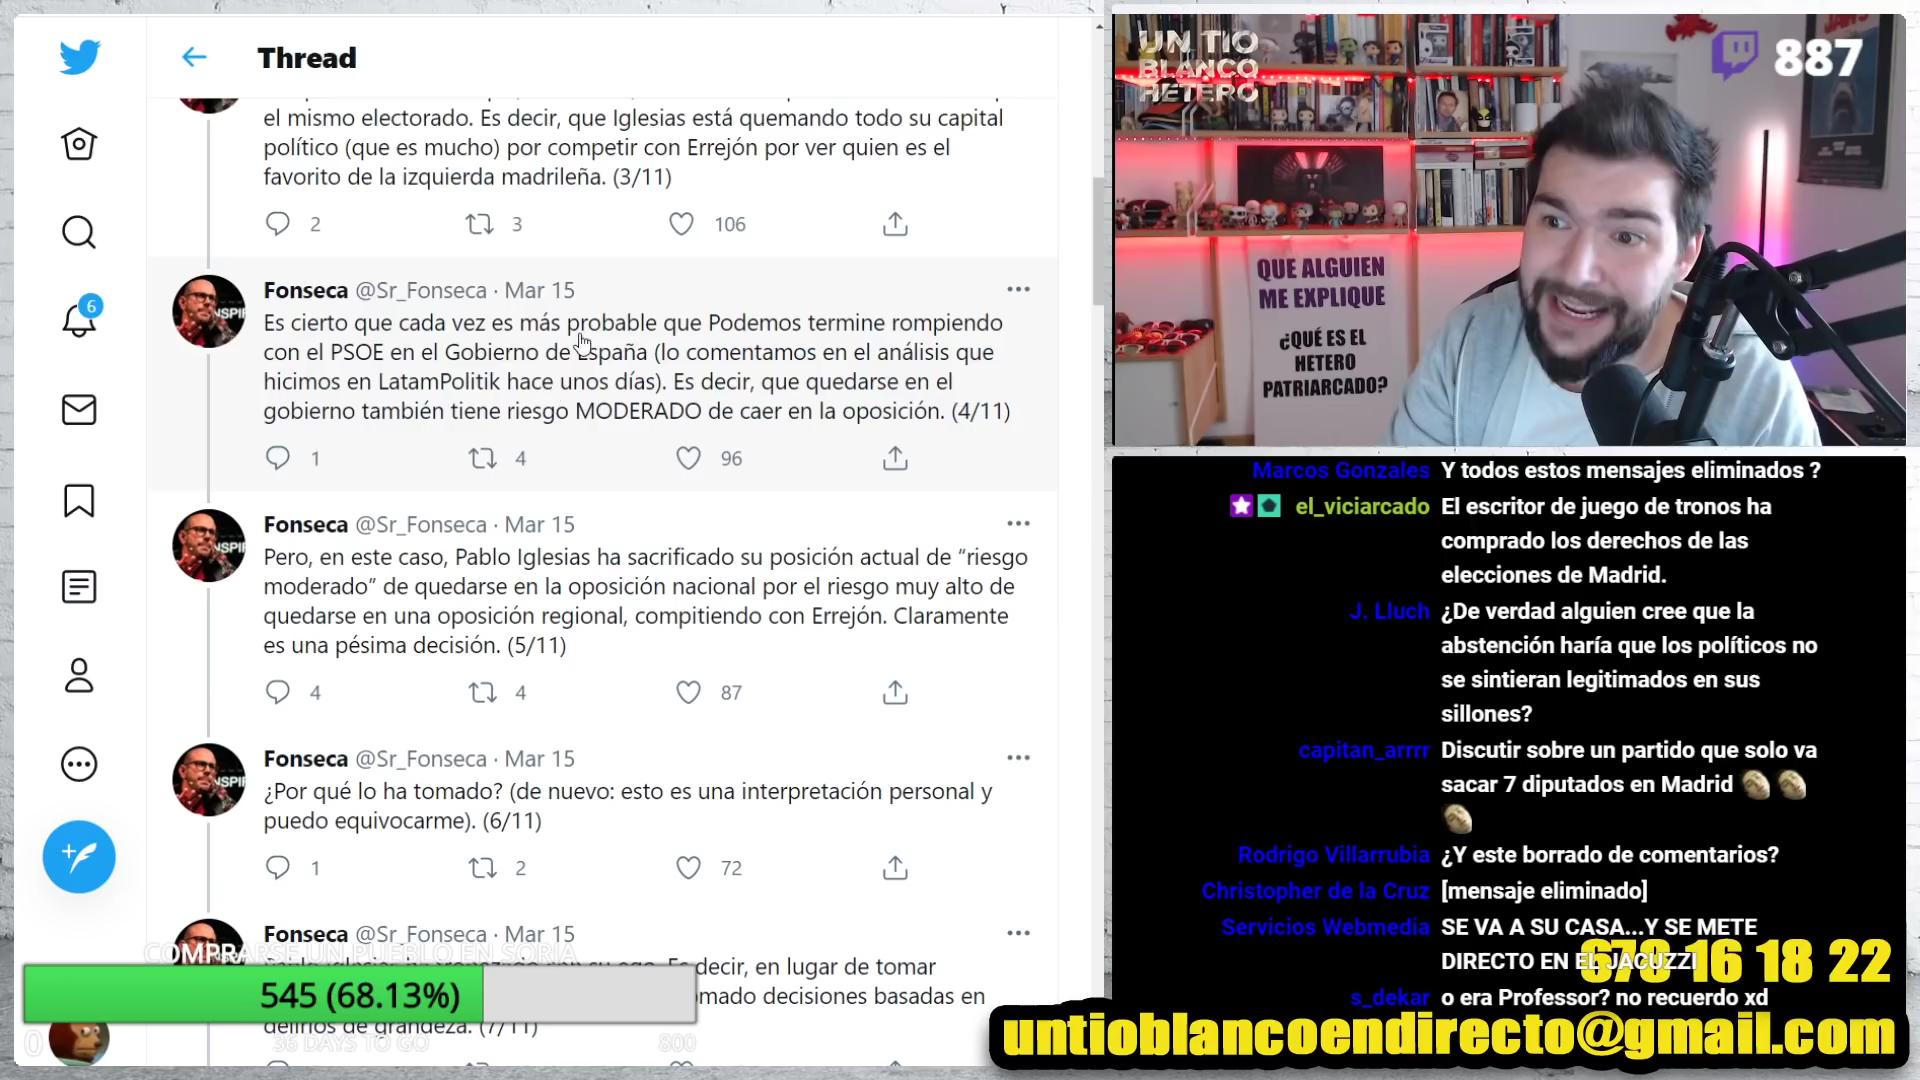 Thread
el mismo electorado. Es decir, que Iglesias está quemando todo su capital
político (que es mucho) por competir con Errejón por ver quien es el
favorito de la izquierda madrileña. (3/11)
2 3 106
Fonseca @Sr_Fonseca · Mar 15
Es cierto que cada vez es más probable que Podemos termine rompiendo
con el PSOE en el Gobierno de España (lo comentamos en el análisis que
hicimos en LatamPolitik hace unos días). Es decir, que quedarse en el
gobierno también tiene riesgo MODERADO de caer en la oposición. (4/11)
1 4 96
Fonseca @Sr_Fonseca · Mar 15
Pero, en este caso, Pablo Iglesias ha sacrificado su posición actual de “riesgo
moderado” de quedarse en la oposición nacional por el riesgo muy alto de
quedarse en una oposición regional, compitiendo con Errejón. Claramente
es una pésima decisión. (5/11)
4 4 87
Fonseca @Sr_Fonseca · Mar 15
¿Por qué lo ha tomado? (de nuevo: esto es una interpretación personal y
puedo equivocarme). (6/11)
1 2 72
Fonseca @Sr_Fonseca · Mar 15
decir, en lugar de tomar
decisiones basadas en
delirios de grandeza. (7/11)
6
COMPRARSE UN PUEBLO EN SORIA
545 (68.13%)
0 36 DAYS TO GO 800
UN TIO
BLANCO
HETERO
887
QUE ALGUIEN
ME EXPLIQUE
¿QUÉ ES EL
HETERO
PATRIARCADO?
Marcos Gonzales Y todos estos mensajes eliminados ?
el_viciarcado El escritor de juego de tronos ha
comprado los derechos de las
elecciones de Madrid.
J. Lluch ¿De verdad alguien cree que la
abstención haría que los políticos no
se sintieran legitimados en sus
sillones?
capitan_arrrr Discutir sobre un partido que solo va
sacar 7 diputados en Madrid
Rodrigo Villarrubia ¿Y este borrado de comentarios?
Christopher de la Cruz [mensaje eliminado]
Servicios Webmedia SE VA A SU CASA...Y SE METE
DIRECTO EN EL JACUZZI
678 16 18 22
s_dekar o era Professor? no recuerdo xd
untioblancoendirecto@gmail.com